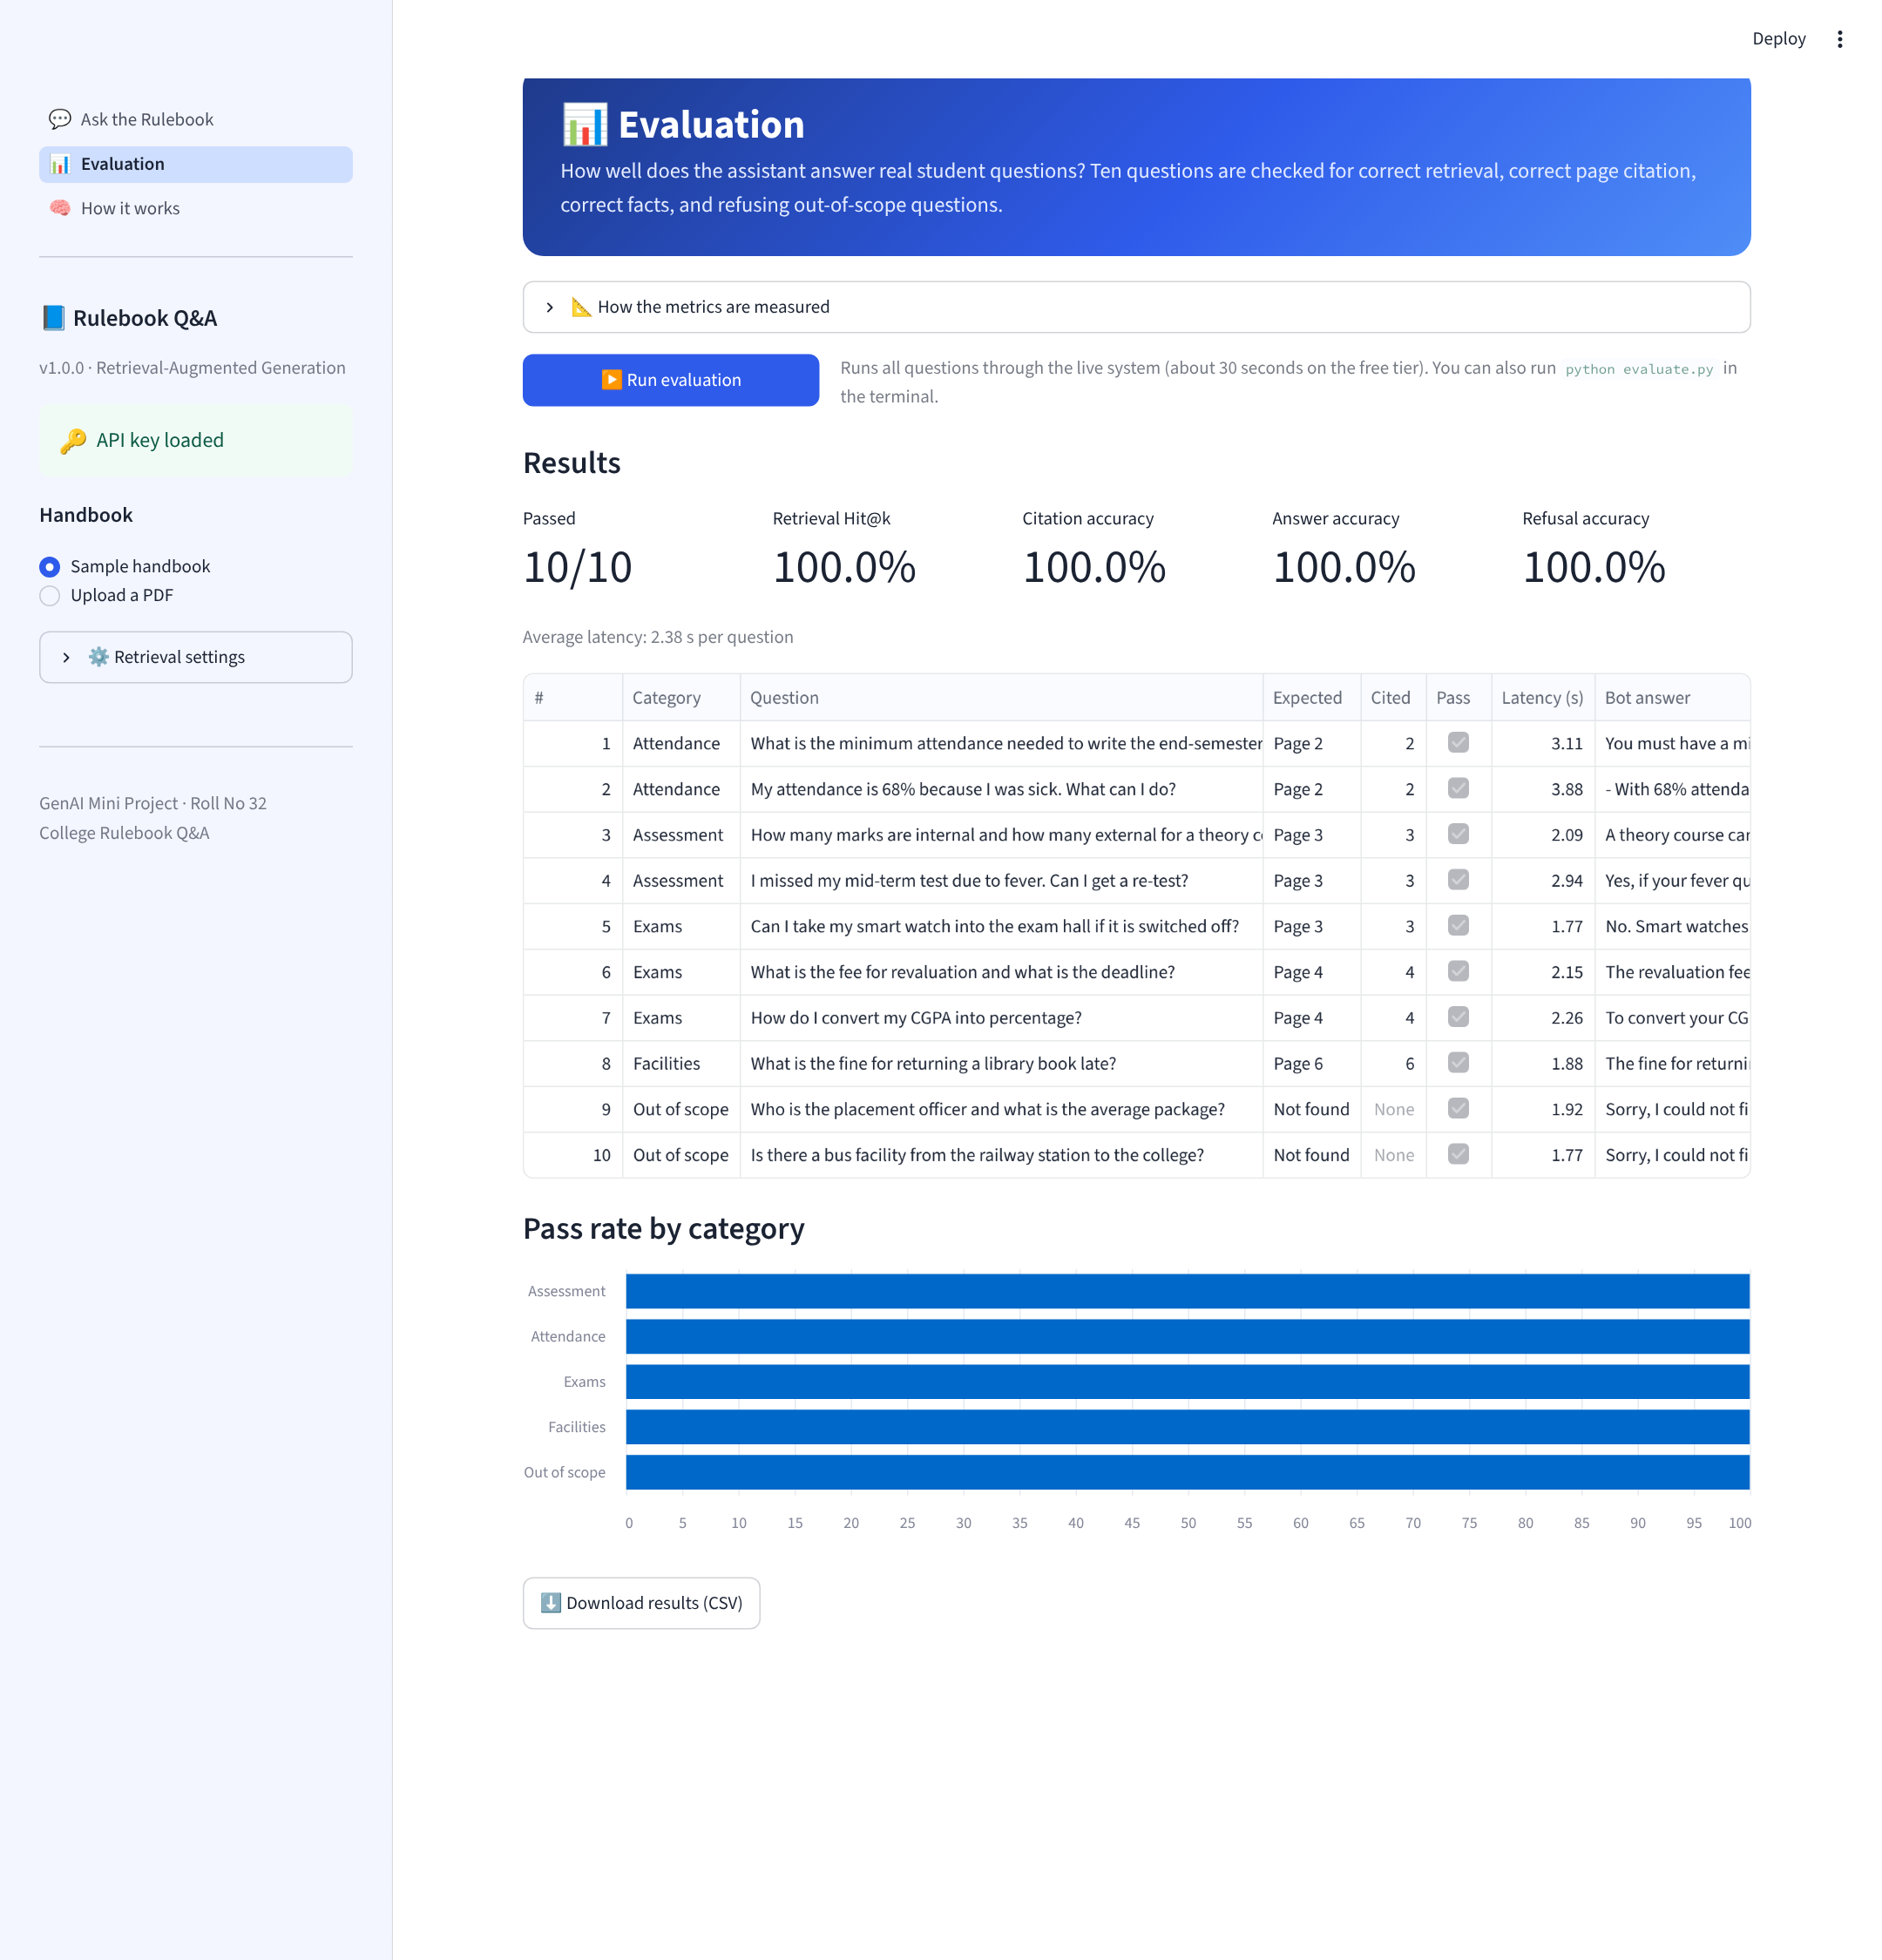 Deploy
💬 Ask the Rulebook
📊 Evaluation
🧠 How it works
📘 Rulebook Q&A
v1.0.0 · Retrieval-Augmented Generation
🔑 API key loaded
Handbook
Sample handbook
Upload a PDF
⚙️ Retrieval settings
GenAI Mini Project · Roll No 32
College Rulebook Q&A
📊 Evaluation
How well does the assistant answer real student questions? Ten questions are checked for correct retrieval, correct page citation,
correct facts, and refusing out-of-scope questions.
📐 How the metrics are measured
▶️ Run evaluation
Runs all questions through the live system (about 30 seconds on the free tier). You can also run python evaluate.py in
the terminal.
Results
Passed Retrieval Hit@k Citation accuracy Answer accuracy Refusal accuracy
10/10 100.0% 100.0% 100.0% 100.0%
Average latency: 2.38 s per question
# Category Question Expected Cited Pass Latency (s) Bot answer
1 Attendance What is the minimum attendance needed to write the end-semester Page 2 2 3.11 You must have a mi
2 Attendance My attendance is 68% because I was sick. What can I do? Page 2 2 3.88 - With 68% attenda
3 Assessment How many marks are internal and how many external for a theory c Page 3 3 2.09 A theory course car
4 Assessment I missed my mid-term test due to fever. Can I get a re-test? Page 3 3 2.94 Yes, if your fever qu
5 Exams Can I take my smart watch into the exam hall if it is switched off? Page 3 3 1.77 No. Smart watches
6 Exams What is the fee for revaluation and what is the deadline? Page 4 4 2.15 The revaluation fee
7 Exams How do I convert my CGPA into percentage? Page 4 4 2.26 To convert your CG
8 Facilities What is the fine for returning a library book late? Page 6 6 1.88 The fine for returni
9 Out of scope Who is the placement officer and what is the average package? Not found None 1.92 Sorry, I could not fi
10 Out of scope Is there a bus facility from the railway station to the college? Not found None 1.77 Sorry, I could not fi
Pass rate by category
Assessment
Attendance
Exams
Facilities
Out of scope
0 5 10 15 20 25 30 35 40 45 50 55 60 65 70 75 80 85 90 95 100
⬇️ Download results (CSV)